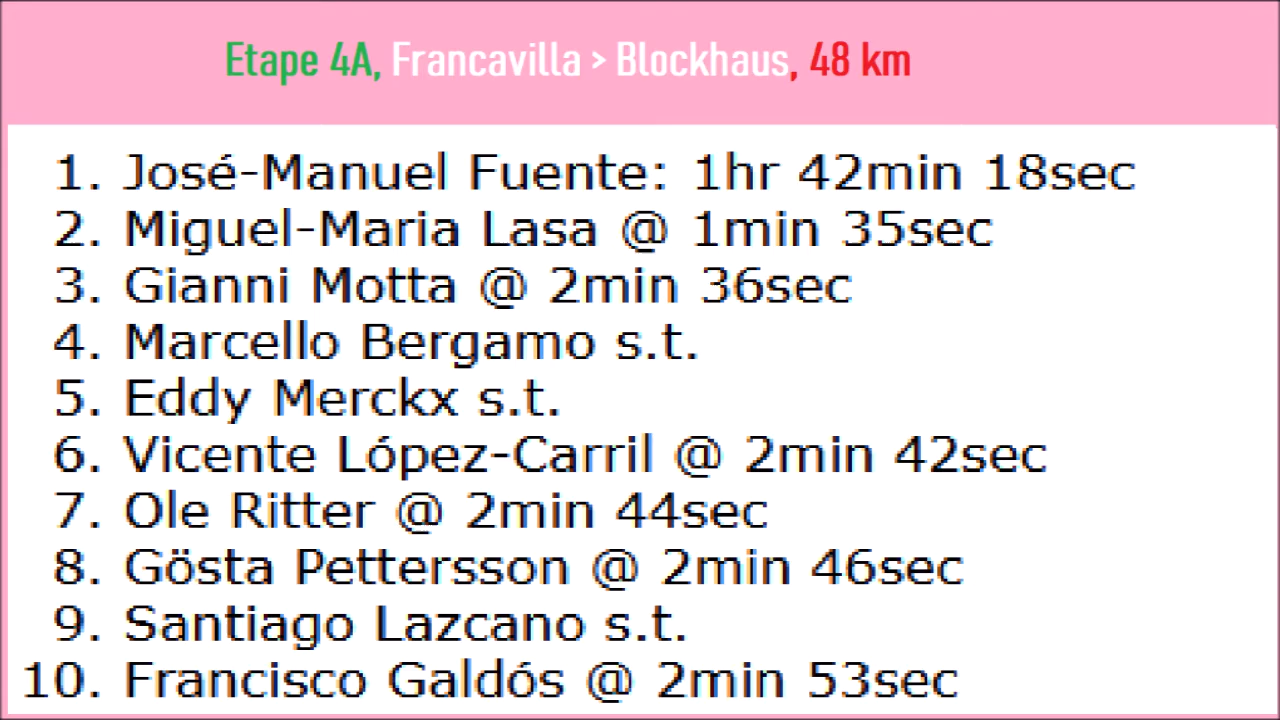 Etape 4A, Francavilla > Blockhaus, 48 km
1. José-Manuel Fuente: 1hr 42min 18sec
2. Miguel-Maria Lasa @ 1min 35sec
3. Gianni Motta @ 2min 36sec
4. Marcello Bergamo s.t.
5. Eddy Merckx s.t.
6. Vicente López-Carril @ 2min 42sec
7. Ole Ritter @ 2min 44sec
8. Gösta Pettersson @ 2min 46sec
9. Santiago Lazcano s.t.
10. Francisco Galdós @ 2min 53sec